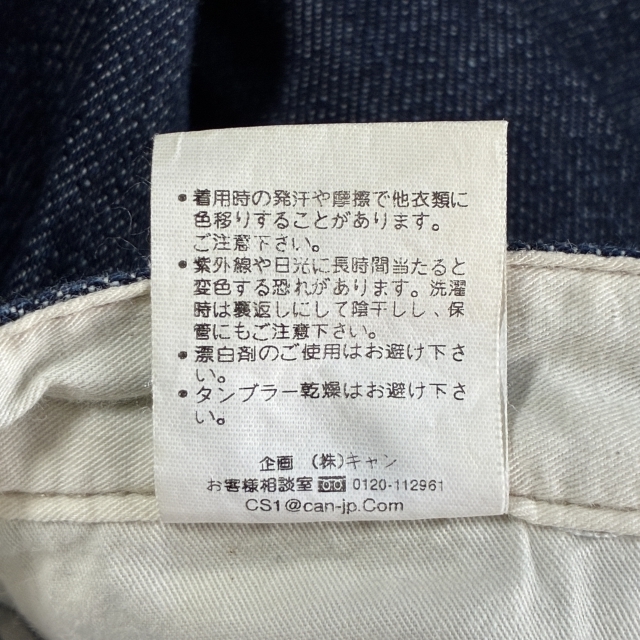 • 着用時の発汗や摩擦で他衣類に
色移りすることがあります。
ご注意下さい。
• 紫外線や日光に長時間当たると
変色する恐れがあります。洗濯
時は裏返しにして陰干しし、保
管にもご注意下さい。
• 漂白剤のご使用はお避け下さ
い。
• タンブラー乾燥はお避け下さ
い。
企画 (株)キャン
お客様相談室 0120-112961
CS1@can-jp.Com